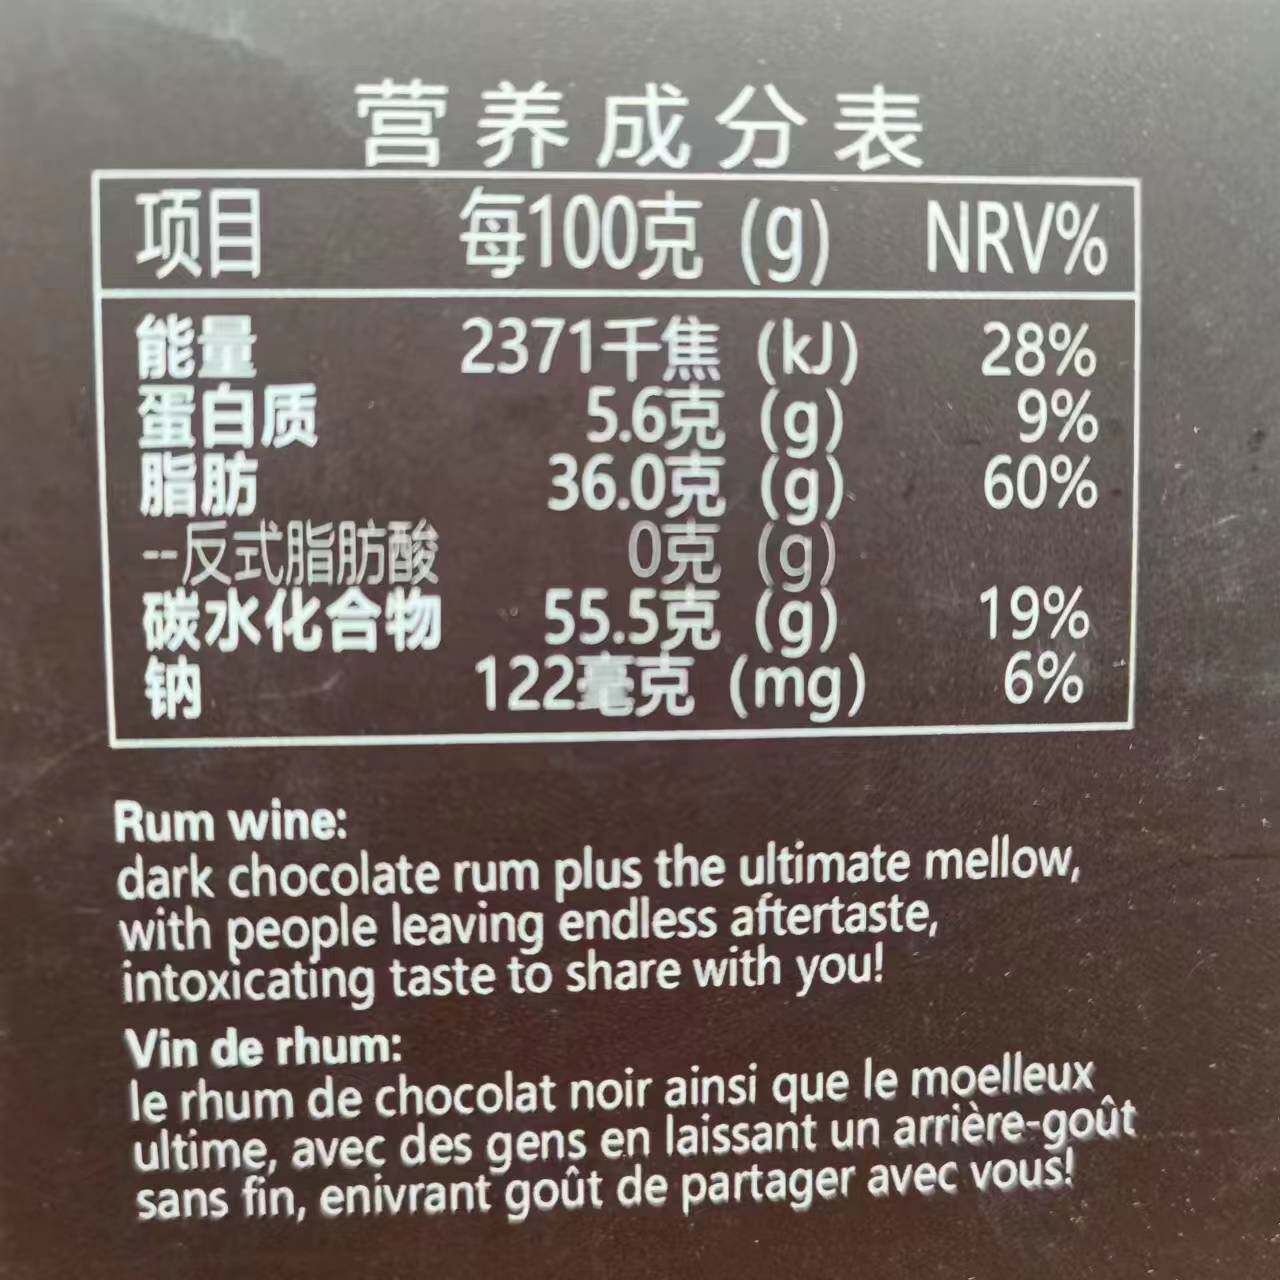 营养成分表
项目 每100克 (g) NRV%
能量 2371千焦 (kJ) 28%
蛋白质 5.6克 (g) 9%
脂肪 36.0克 (g) 60%
--反式脂肪酸 0克 (g)
碳水化合物 55.5克 (g) 19%
钠 122毫克 (mg) 6%
Rum wine:
dark chocolate rum plus the ultimate mellow,
with people leaving endless aftertaste,
intoxicating taste to share with you!
Vin de rhum:
le rhum de chocolat noir ainsi que le moelleux
ultime, avec des gens en laissant un arrière-goût
sans fin, enivrant goût de partager avec vous!